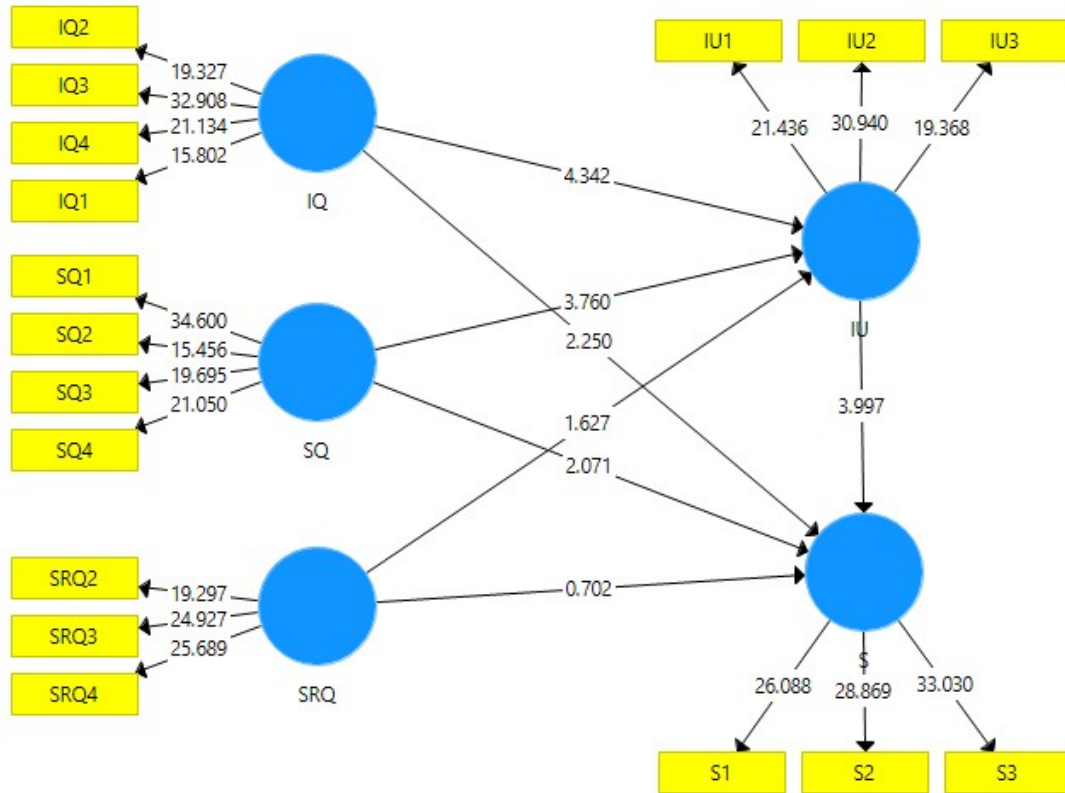 IQ2
IQ3
IQ4
IQ1
19.327
32.908
21.134
15.802
IQ
SQ1
SQ2
SQ3
SQ4
34.600
15.456
19.695
21.050
SQ
SRQ2
SRQ3
SRQ4
19.297
24.927
25.689
SRQ
4.342
3.760
2.250
1.627
2.071
0.702
IU1
IU2
IU3
21.436
30.940
19.368
IU
3.997
S
26.088
28.869
33.030
S1
S2
S3